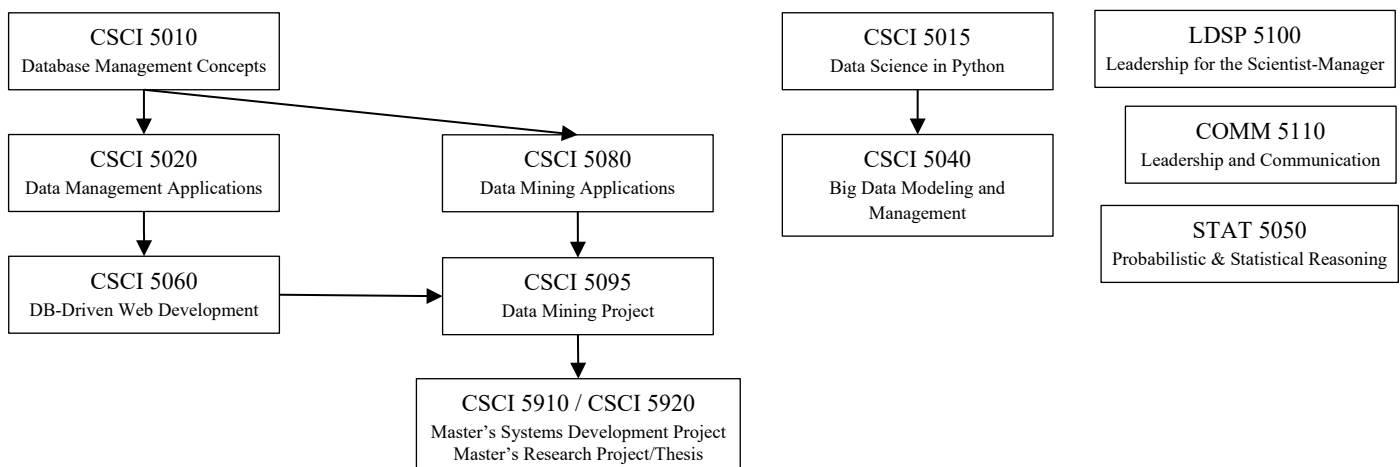 CSCI 5010
Database Management Concepts
CSCI 5015
Data Science in Python
LDSP 5100
Leadership for the Scientist-Manager
COMM 5110
Leadership and Communication
CSCI 5020
Data Management Applications
CSCI 5080
Data Mining Applications
CSCI 5040
Big Data Modeling and
Management
STAT 5050
Probabilistic & Statistical Reasoning
CSCI 5060
DB-Driven Web Development
CSCI 5095
Data Mining Project
CSCI 5910 / CSCI 5920
Master’s Systems Development Project
Master’s Research Project/Thesis